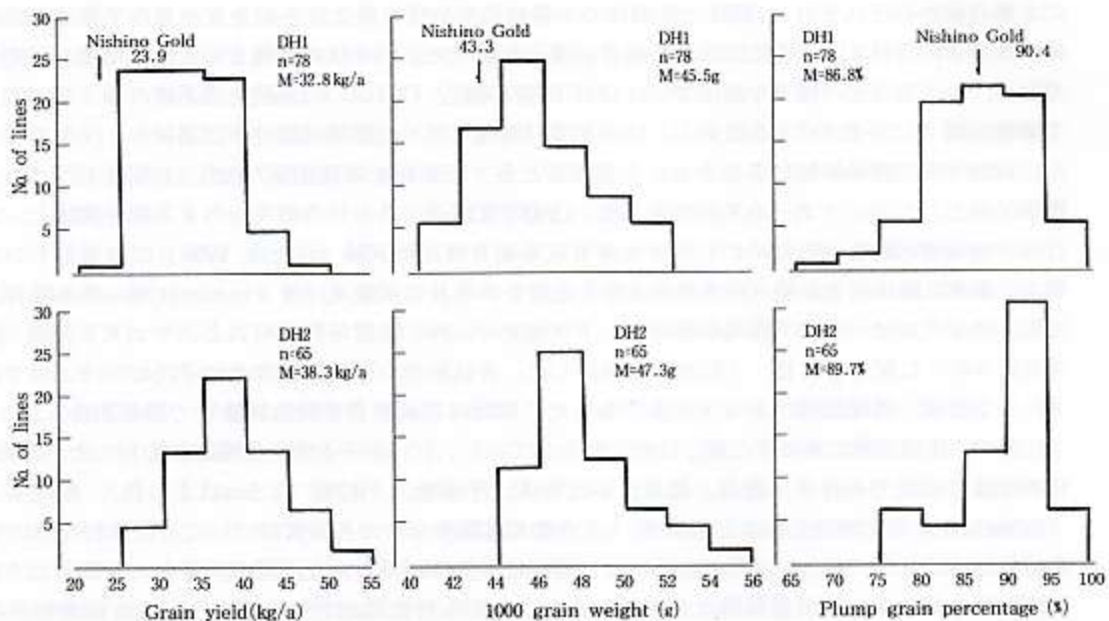 Nishino Gold
23.9
DH1
n=78
M=32.8kg/a
30
25
20
15
10
5
No. of lines
Nishino Gold
43.3
DH1
n=78
M=45.5g
DH1
n=78
M=86.8%
Nishino Gold
90.4
DH2
n=65
M=38.3kg/a
30
25
20
15
10
5
No. of lines
20 25 30 35 40 45 50 55
Grain yield(kg/a)
DH2
n=65
M=47.3g
40 42 44 46 48 50 52 54 56
1000 grain weight (g)
DH2
n=65
M=89.7%
65 70 75 80 85 90 95 100
Plump grain percentage (%)